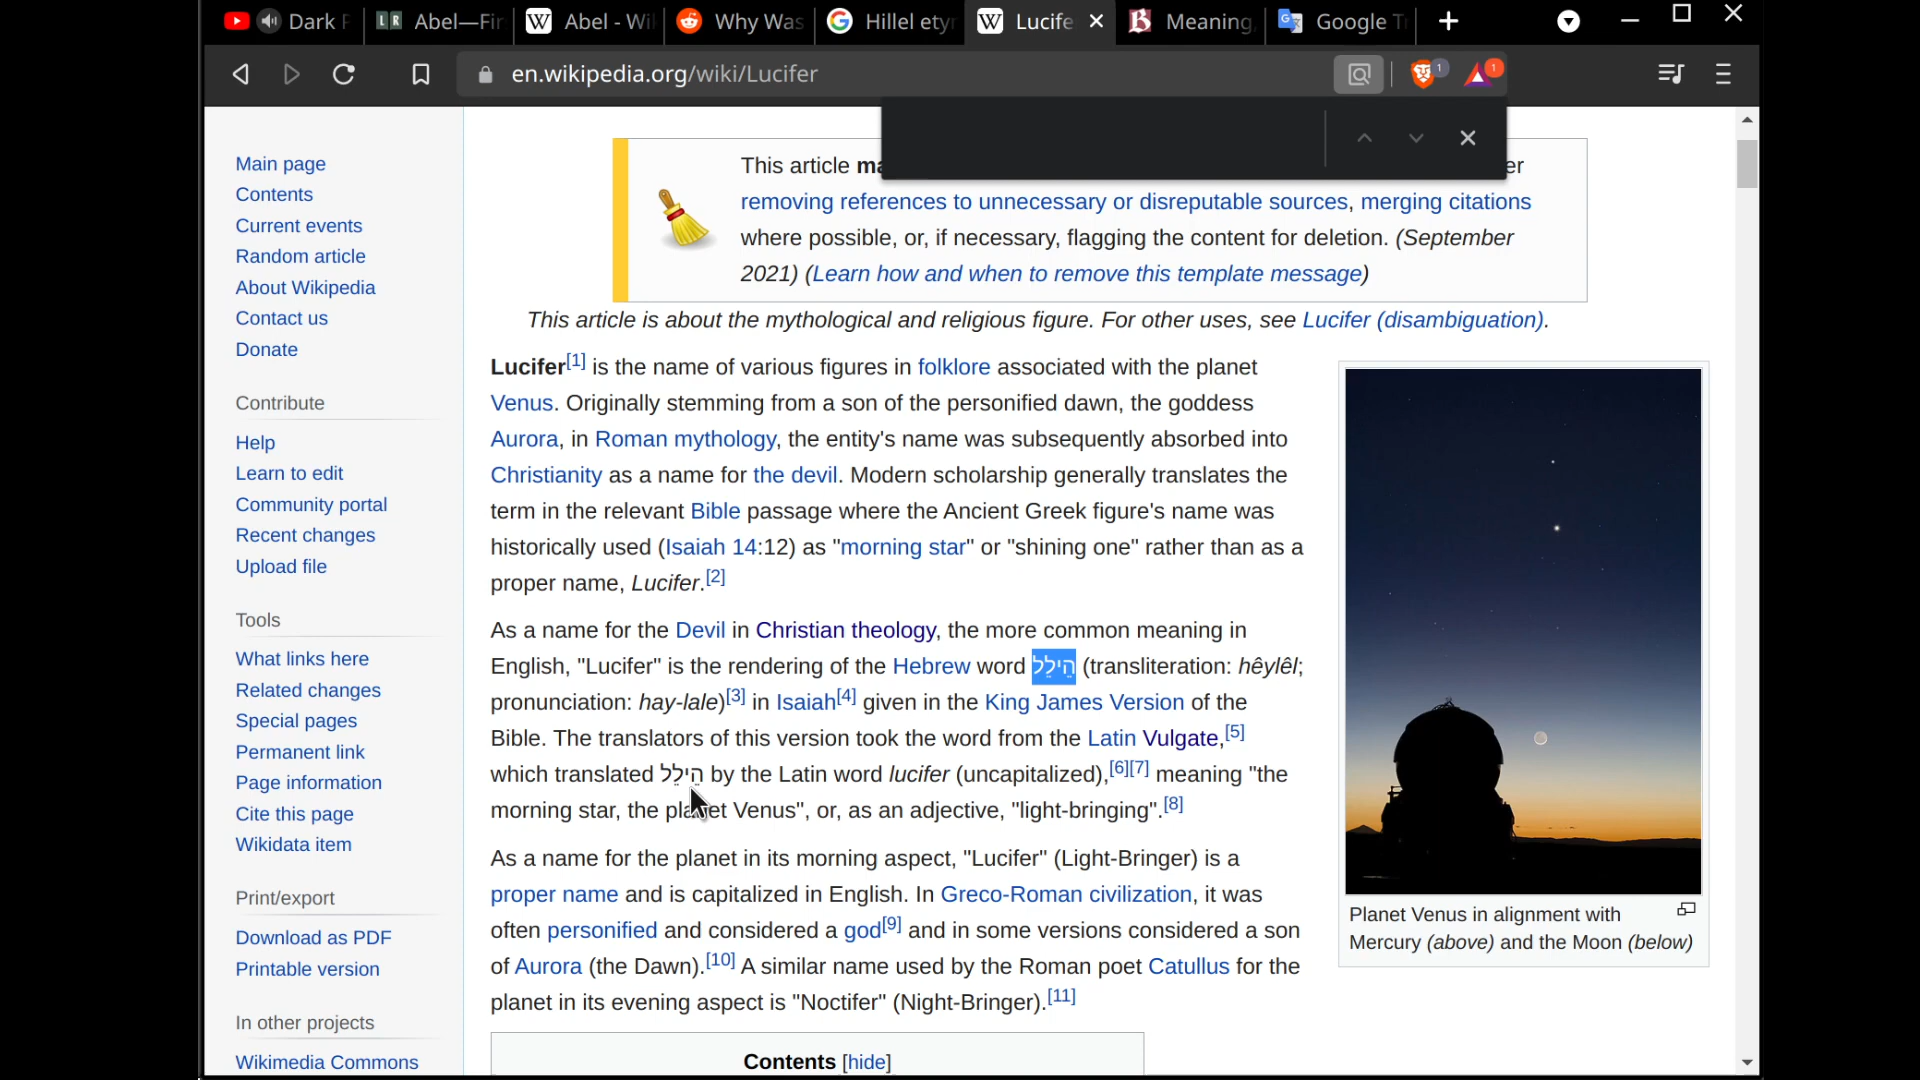 Dark
Abel—Fir
Abel - Wi
Why Was
Hillel ety
Lucife
Meaning,
Google T
en.wikipedia.org/wiki/Lucifer
1
1
Main page
Contents
Current events
Random article
About Wikipedia
Contact us
Donate
Contribute
Help
Learn to edit
Community portal
Recent changes
Upload file
Tools
What links here
Related changes
Special pages
Permanent link
Page information
Cite this page
Wikidata item
Print/export
Download as PDF
Printable version
In other projects
Wikimedia Commons
This article
removing references to unnecessary or disreputable sources, merging citations
where possible, or, if necessary, flagging the content for deletion. (September
2021) (Learn how and when to remove this template message)
This article is about the mythological and religious figure. For other uses, see Lucifer (disambiguation).
Lucifer[1] is the name of various figures in folklore associated with the planet
Venus. Originally stemming from a son of the personified dawn, the goddess
Aurora, in Roman mythology, the entity's name was subsequently absorbed into
Christianity as a name for the devil. Modern scholarship generally translates the
term in the relevant Bible passage where the Ancient Greek figure's name was
historically used (Isaiah 14:12) as "morning star" or "shining one" rather than as a
proper name, Lucifer.[2]
As a name for the Devil in Christian theology, the more common meaning in
English, "Lucifer" is the rendering of the Hebrew word הֵילֵל (transliteration: hêylêl;
pronunciation: hay-lale)[3] in Isaiah[4] given in the King James Version of the
Bible. The translators of this version took the word from the Latin Vulgate,[5]
which translated הֵילֵל by the Latin word lucifer (uncapitalized),[6][7] meaning "the
morning star, the planet Venus", or, as an adjective, "light-bringing".[8]
As a name for the planet in its morning aspect, "Lucifer" (Light-Bringer) is a
proper name and is capitalized in English. In Greco-Roman civilization, it was
often personified and considered a god[9] and in some versions considered a son
of Aurora (the Dawn).[10] A similar name used by the Roman poet Catullus for the
planet in its evening aspect is "Noctifer" (Night-Bringer).[11]
Contents [hide]
Planet Venus in alignment with
Mercury (above) and the Moon (below)